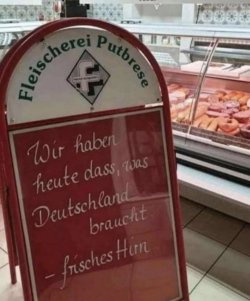 Fleischerei Putbrese
Wir haben
heute dass, was
Deutschland
braucht
– frisches Hirn